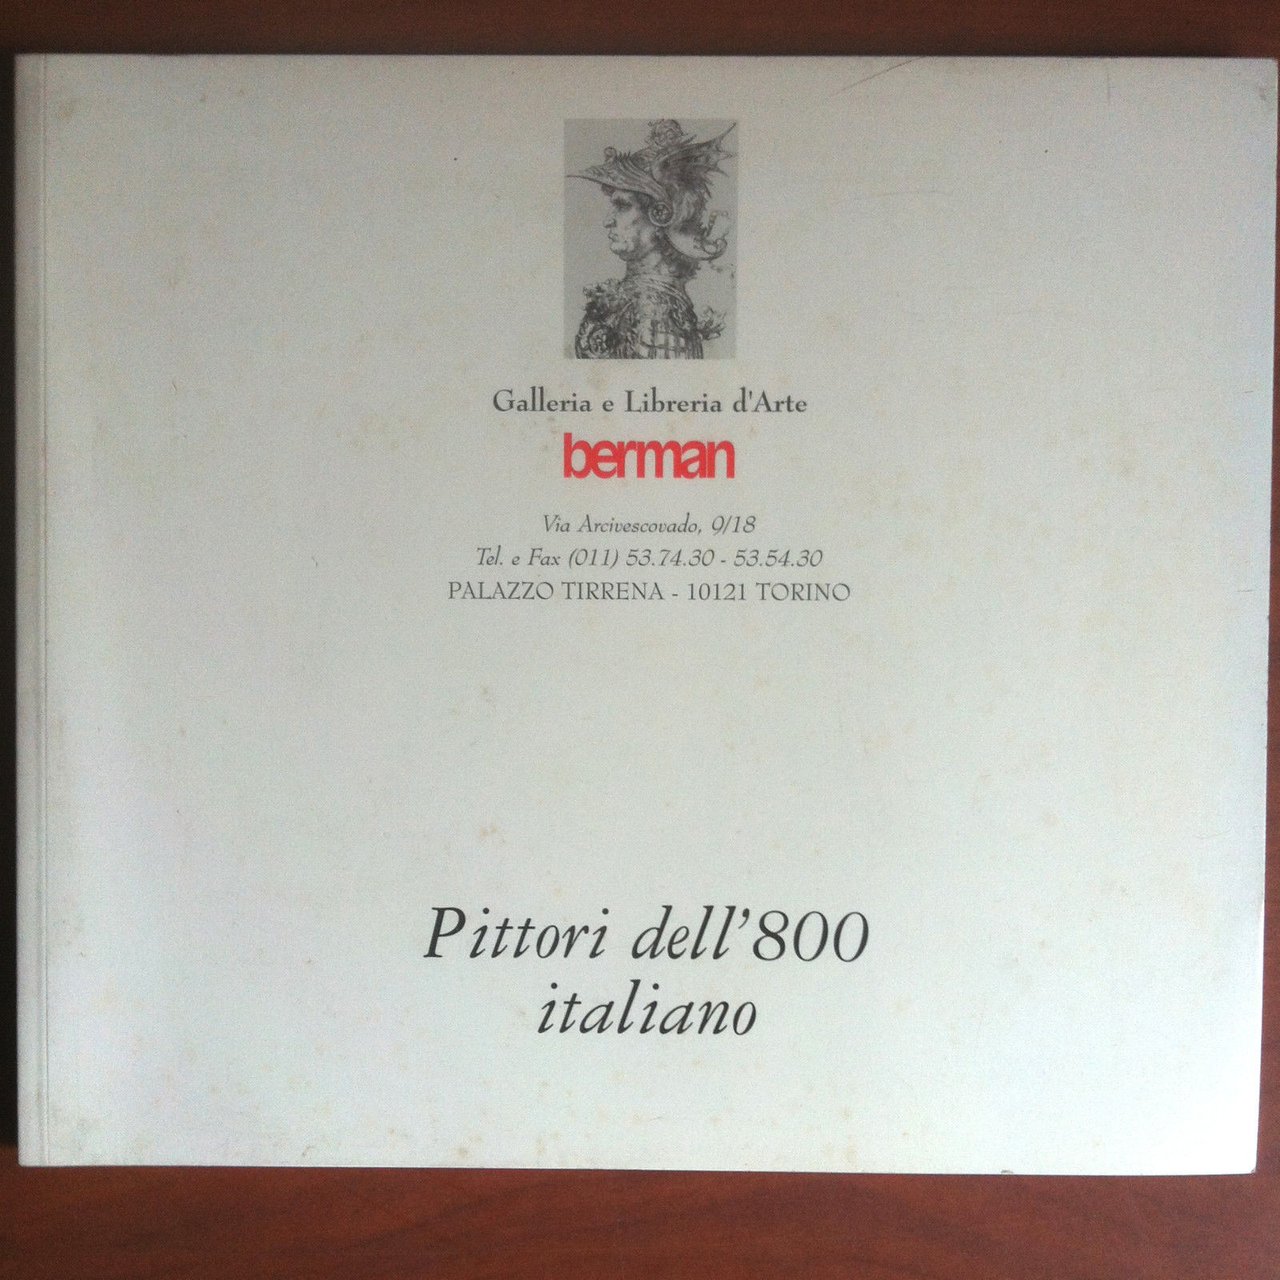 Galleria e Libreria d'Arte
berman
Via Arcivescovado, 9/18
Tel. e Fax (011) 53.74.30 - 53.54.30
PALAZZO TIRRENA - 10121 TORINO
Pittori dell'800
italiano